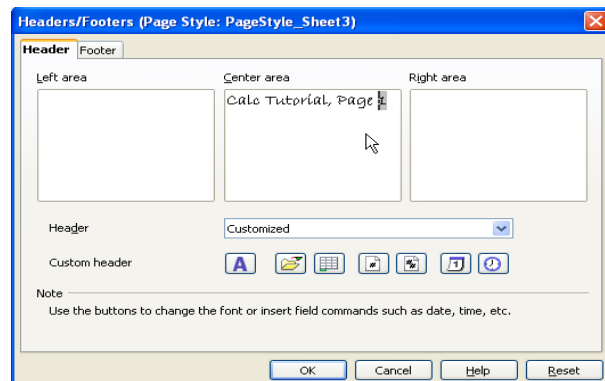 Headers/Footers (Page Style: PageStyle_Sheet3)
Header Footer
Left area Center area Right area
Calc Tutorial, Page 1
Header Customized
Custom header
Note
Use the buttons to change the font or insert field commands such as date, time, etc.
OK Cancel Help Reset